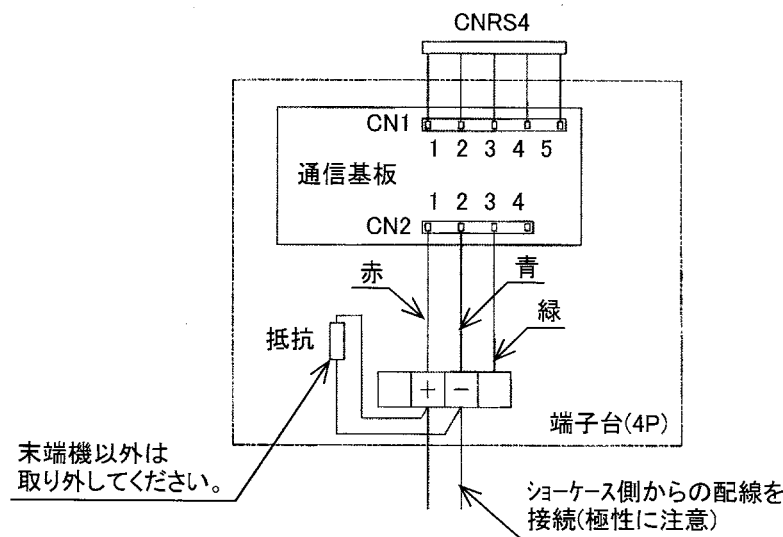 CNRS4
CN1
1 2 3 4 5
通信基板
1 2 3 4
CN2
赤
青
緑
抵抗
+ −
端子台(4P)
末端機以外は
取り外してください。
ｼｮｰｹｰｽ側からの配線を
接続(極性に注意)